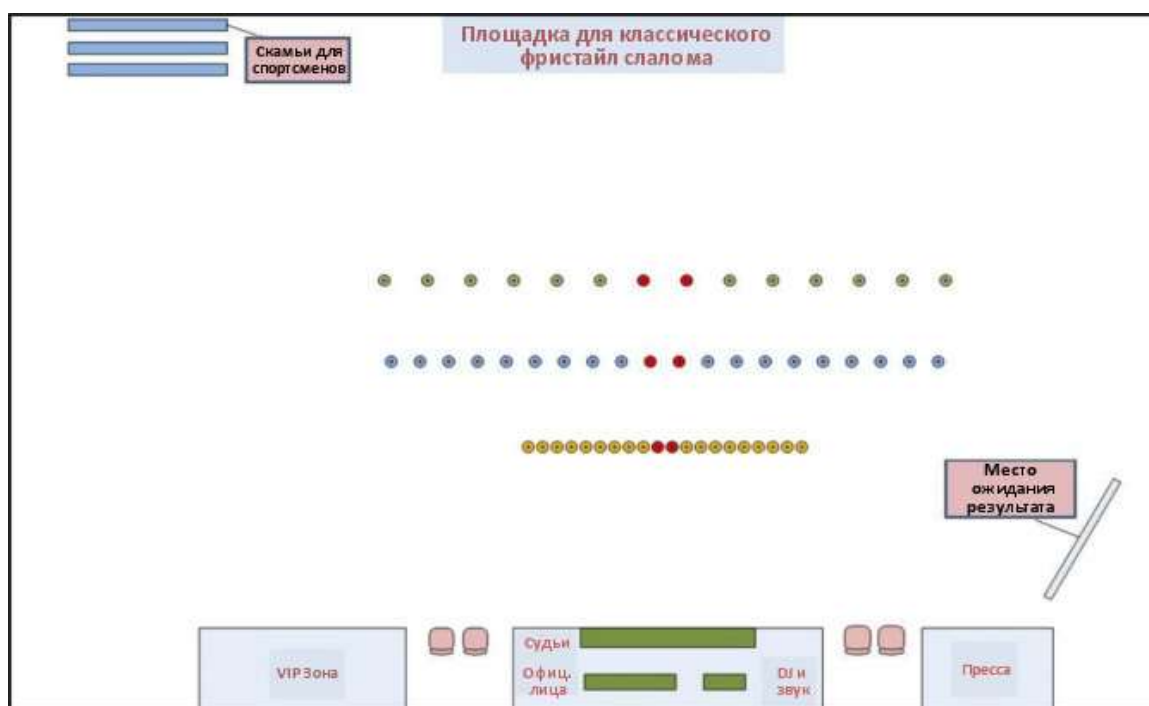 Площадка для классического
фристайл слалома
Скамьи для
спортсменов
Место
ожидания
результата
VIP Зона
Судьи
Офиц.
лица
DJ и
звук
Пресса